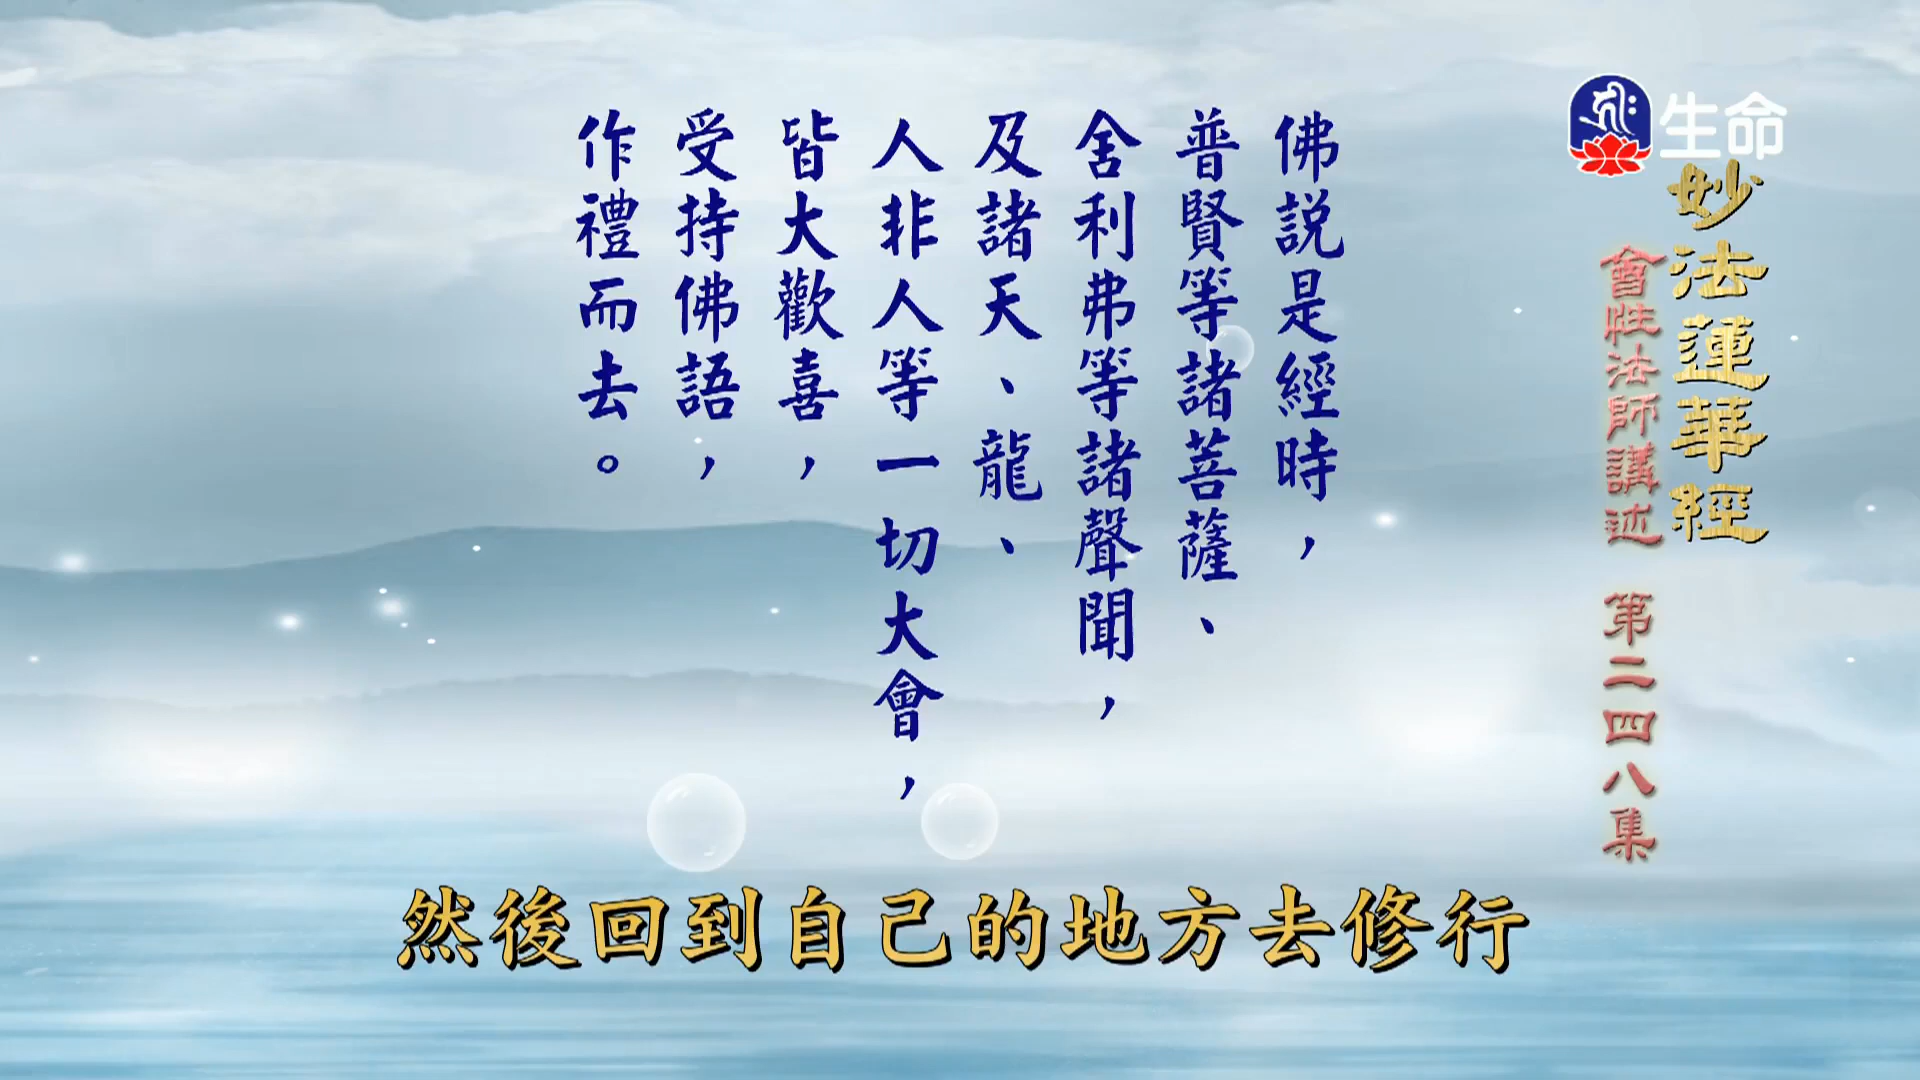 生命
妙法蓮華經
會性法師講述 第二四八集
佛説是經時，
普賢等諸菩薩、
舍利弗等諸聲聞，
及諸天、龍、
人非人等一切大會，
皆大歡喜，
受持佛語，
作禮而去。
然後回到自己的地方去修行